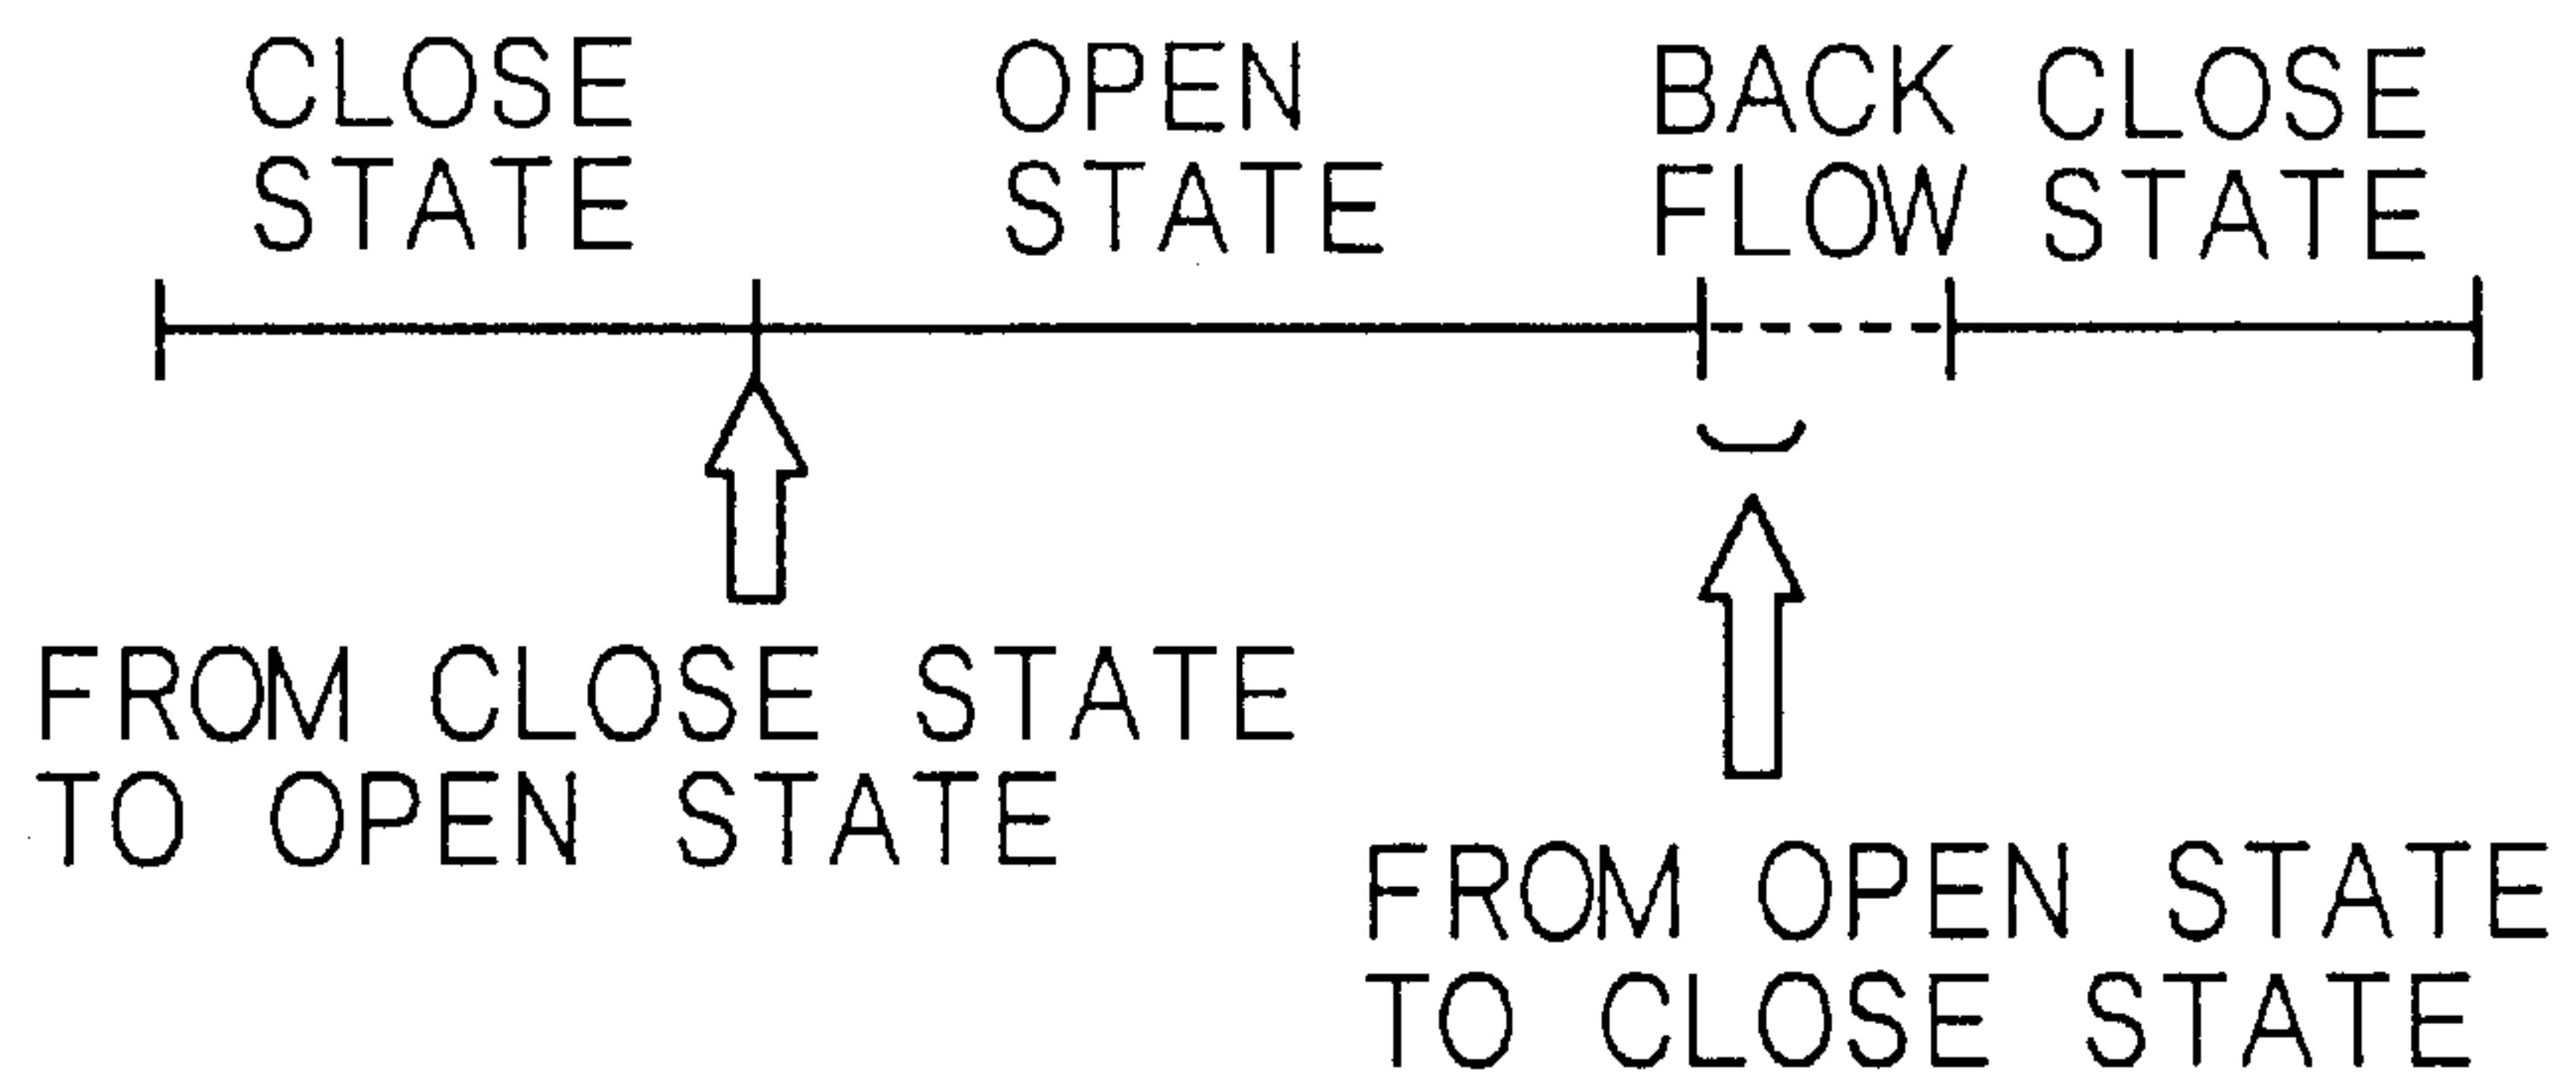 CLOSE
STATE
OPEN
STATE
BACK
FLOW
CLOSE
STATE
FROM CLOSE STATE
TO OPEN STATE
FROM OPEN STATE
TO CLOSE STATE